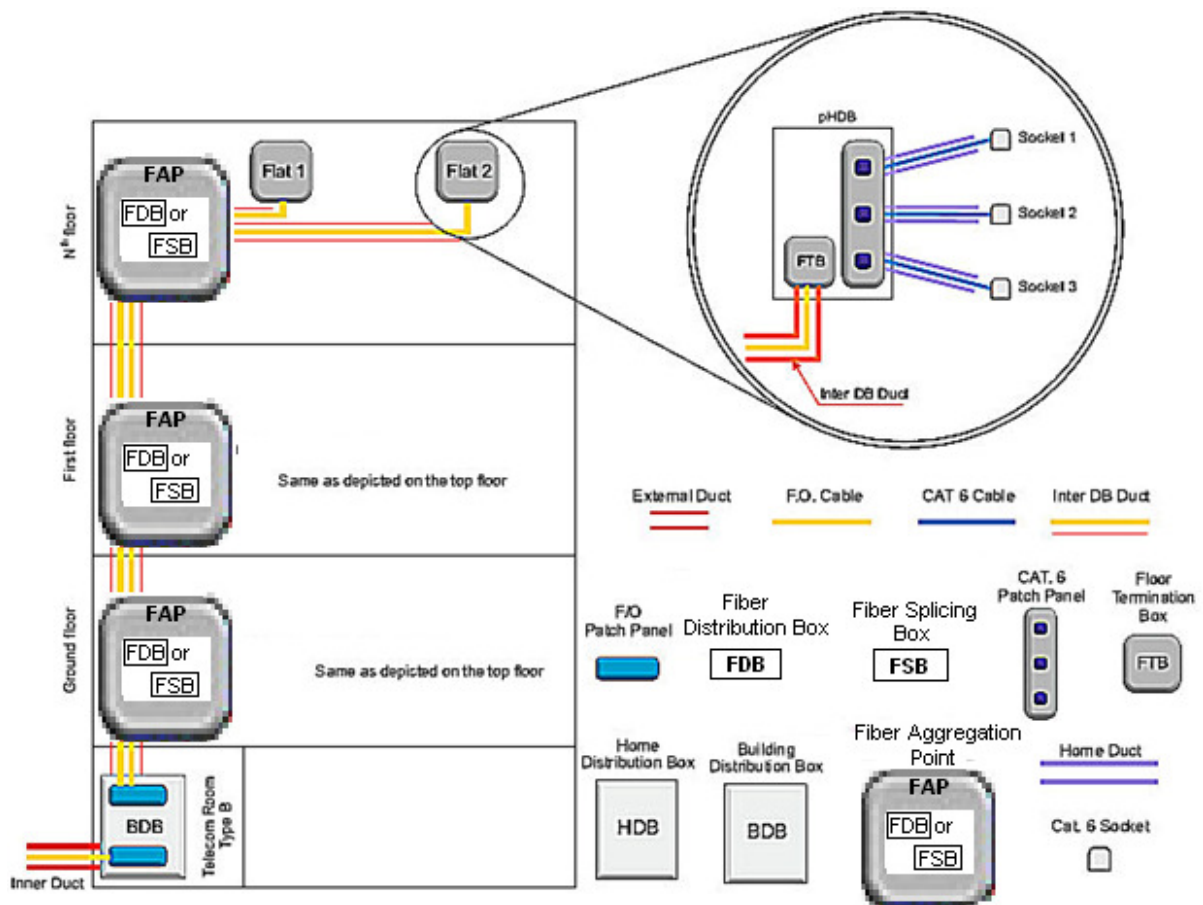 pHDB
Socket 1
Socket 2
Socket 3
FTB
Inter DB Duct
Nth floor
FAP
FDB or
FSB
Flat 1
Flat 2
First floor
FAP
FDB or
FSB
Same as depicted on the top floor
Ground floor
FAP
FDB or
FSB
Same as depicted on the top floor
Telecom Room
Type B
BDB
Inner Duct
External Duct
F.O. Cable
CAT 6 Cable
Inter DB Duct
F/O
Patch Panel
Fiber
Distribution Box
FDB
Fiber Splicing
Box
FSB
CAT. 6
Patch Panel
Floor
Termination
Box
FTB
Home
Distribution Box
HDB
Building
Distribution Box
BDB
Fiber Aggregation
Point
FAP
FDB or
FSB
Home Duct
Cat. 6 Socket